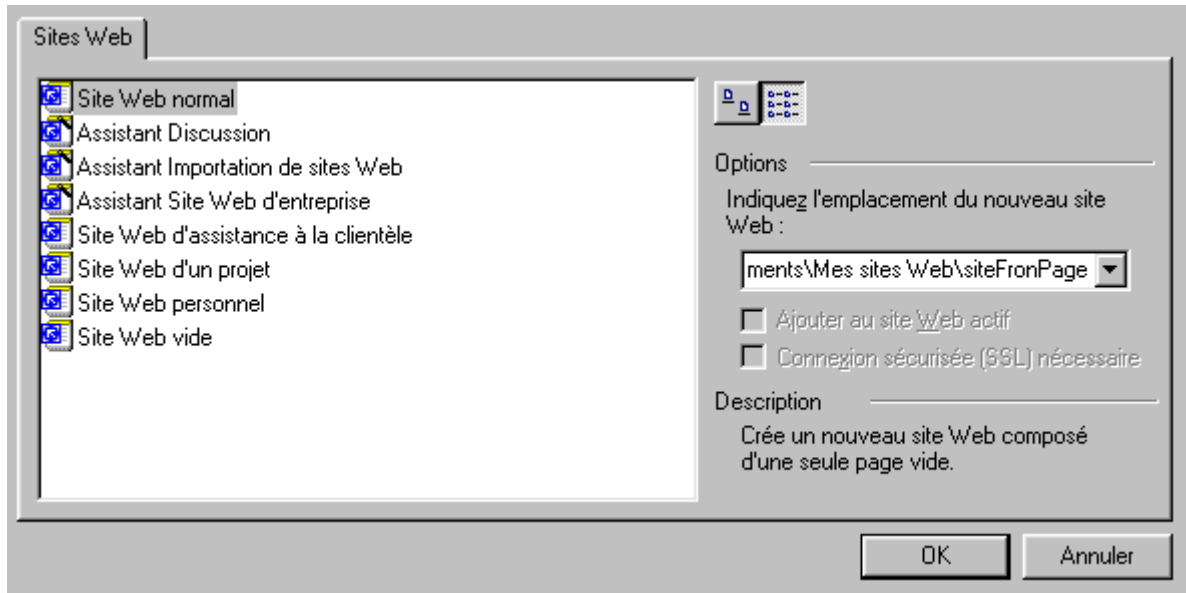 Sites Web
Site Web normal
Assistant Discussion
Assistant Importation de sites Web
Assistant Site Web d'entreprise
Site Web d'assistance à la clientèle
Site Web d'un projet
Site Web personnel
Site Web vide
Options
Indiquez l'emplacement du nouveau site
Web :
ments\Mes sites Web\siteFronPage
Ajouter au site Web actif
Connexion sécurisée (SSL) nécessaire
Description
Crée un nouveau site Web composé
d'une seule page vide.
OK
Annuler